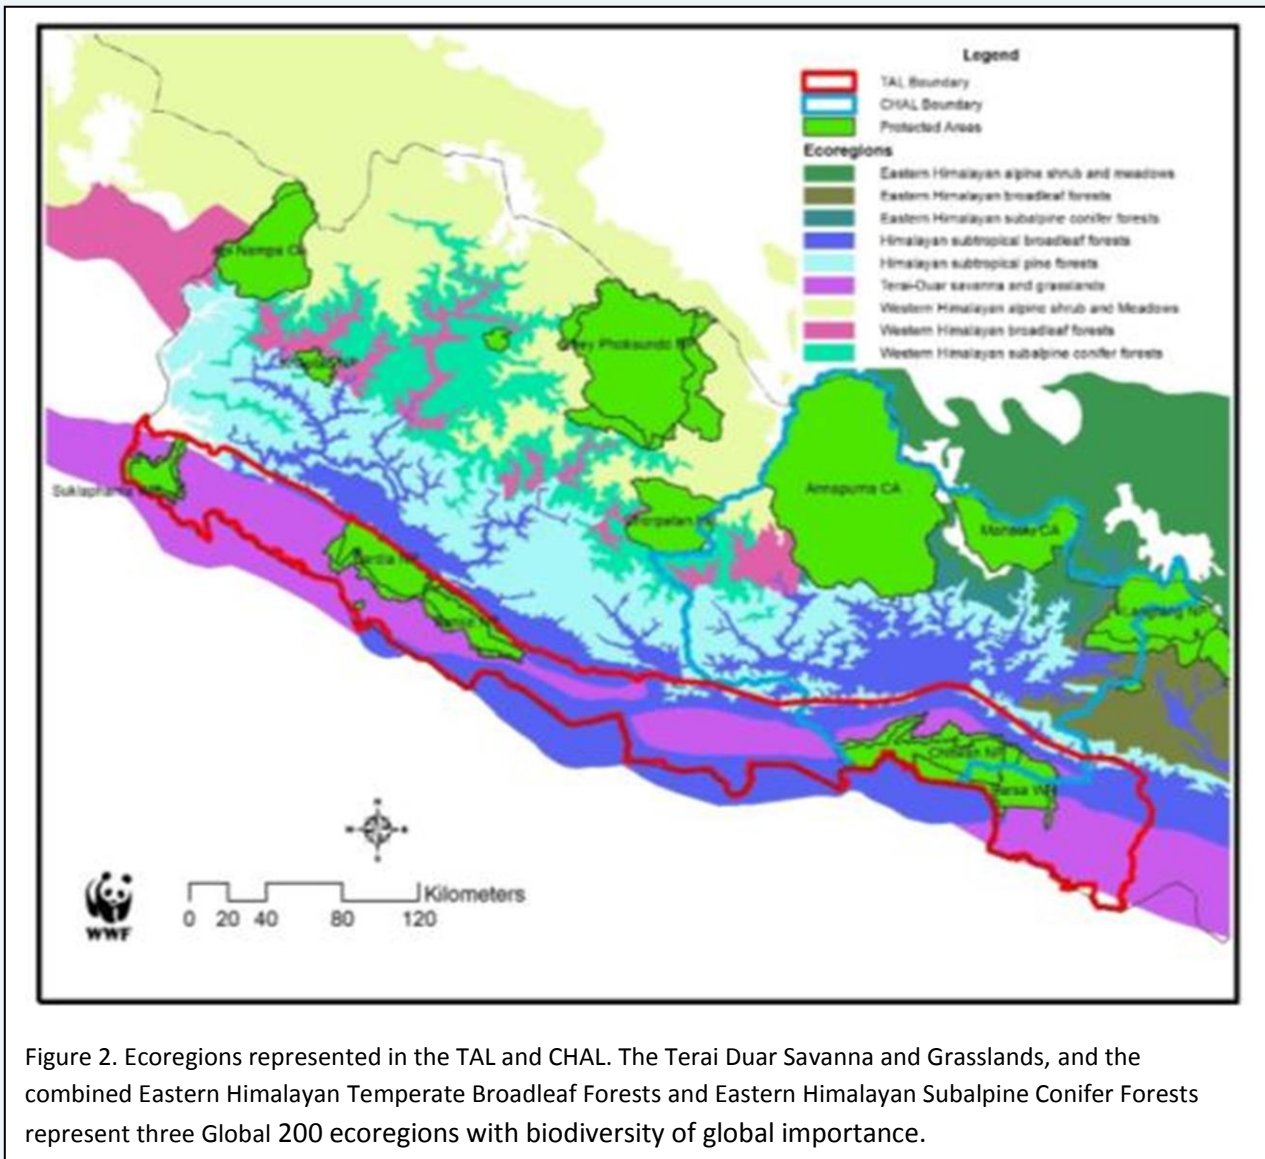 Legend
TAL Boundary
CHAL Boundary
Protected Areas
Ecoregions
Eastern Himalayan alpine shrub and meadows
Eastern Himalayan broadleaf forests
Eastern Himalayan subalpine conifer forests
Himalayan subtropical broadleaf forests
Himalayan subtropical pine forests
Terai-Duar savanna and grasslands
Western Himalayan alpine shrub and Meadows
Western Himalayan broadleaf forests
Western Himalayan subalpine conifer forests
Nampa
Phoksundo NP
Annapurna CA
Manaslu CA
Langtang NP
Chitwan NP
Parsa WR
Kilometers
0 20 40 80 120
WWF
Figure 2. Ecoregions represented in the TAL and CHAL. The Terai Duar Savanna and Grasslands, and the
combined Eastern Himalayan Temperate Broadleaf Forests and Eastern Himalayan Subalpine Conifer Forests
represent three Global 200 ecoregions with biodiversity of global importance.